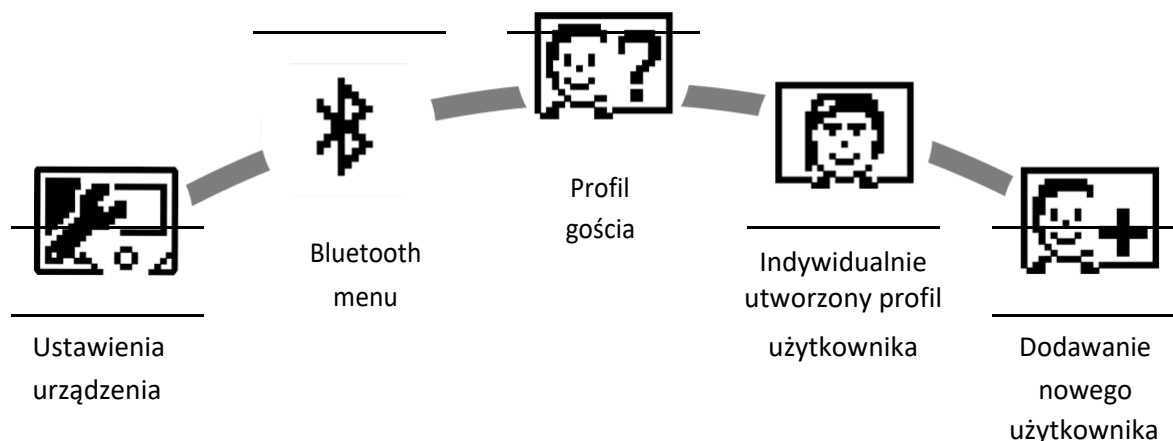 Ustawienia
urządzenia
Bluetooth
menu
Profil
gościa
Indywidualnie
utworzony profil
użytkownika
Dodawanie
nowego
użytkownika